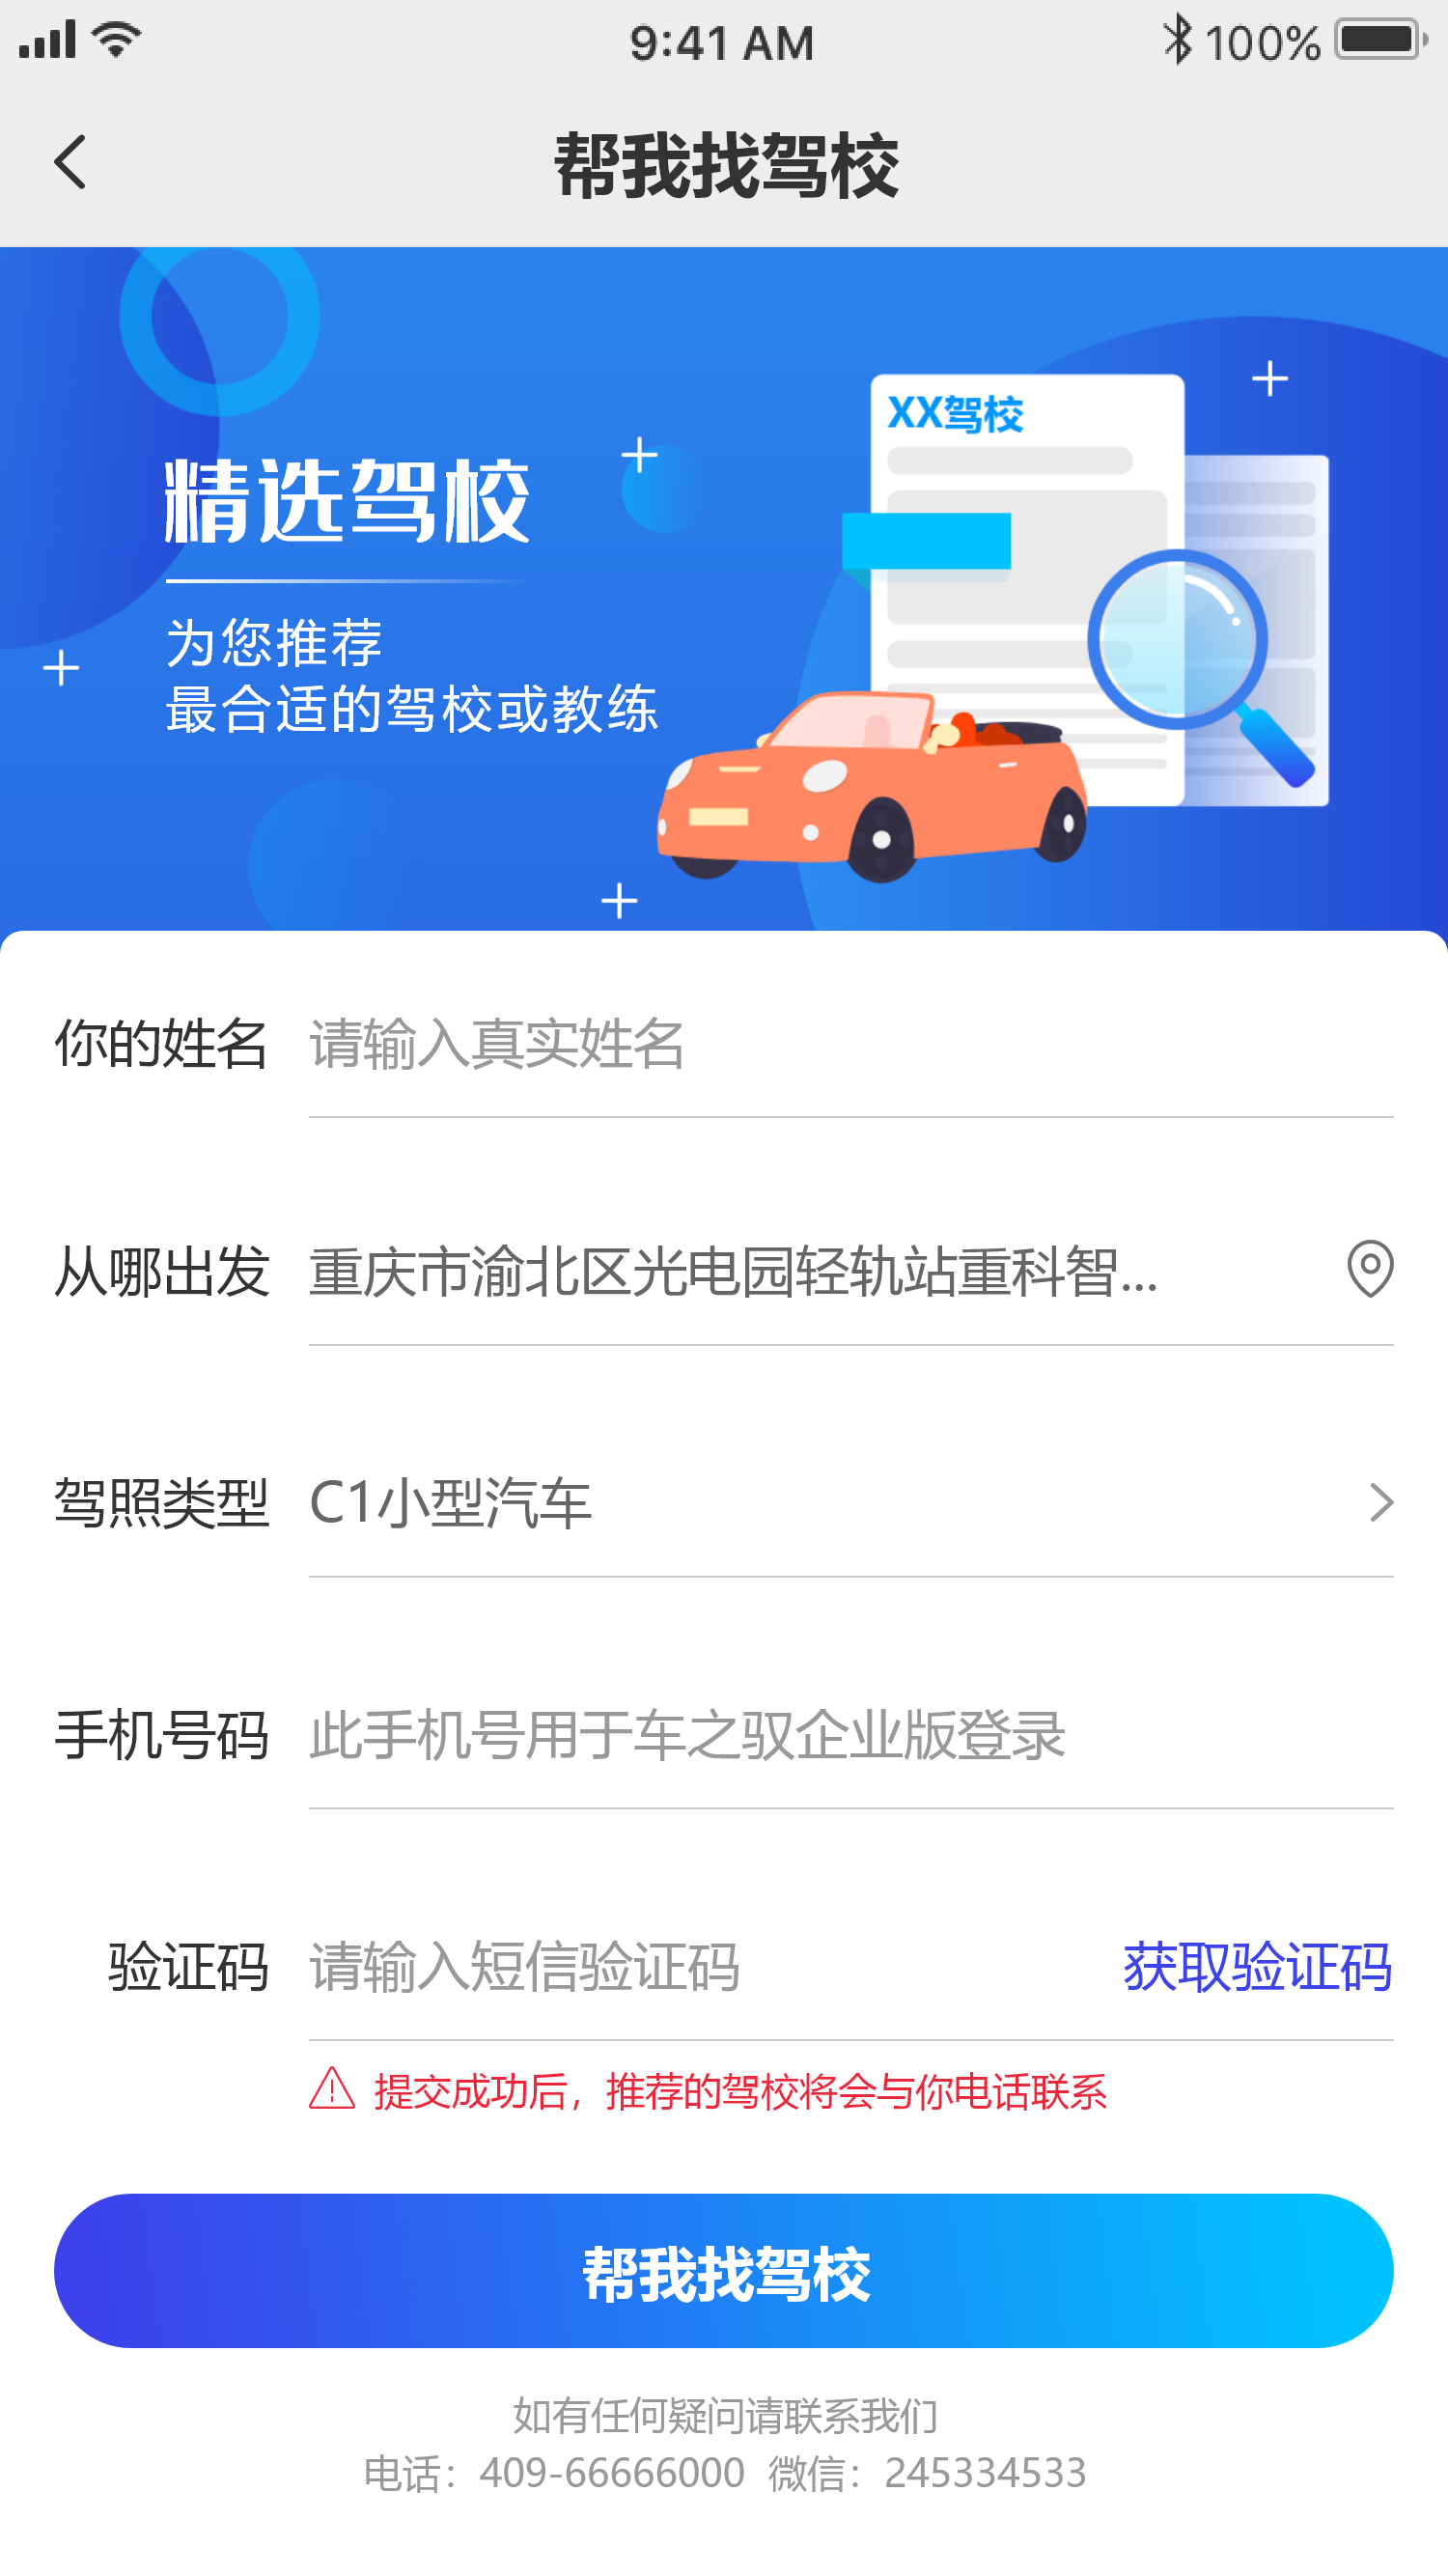 9:41 AM
100%
帮我找驾校
XX驾校
精选驾校
为您推荐
最合适的驾校或教练
你的姓名 请输入真实姓名
从哪出发 重庆市渝北区光电园轻轨站重科智...
驾照类型 C1小型汽车
手机号码 此手机号用于车之驭企业版登录
验证码 请输入短信验证码 获取验证码
提交成功后，推荐的驾校将会与你电话联系
帮我找驾校
如有任何疑问请联系我们
电话：409-66666000 微信：245334533